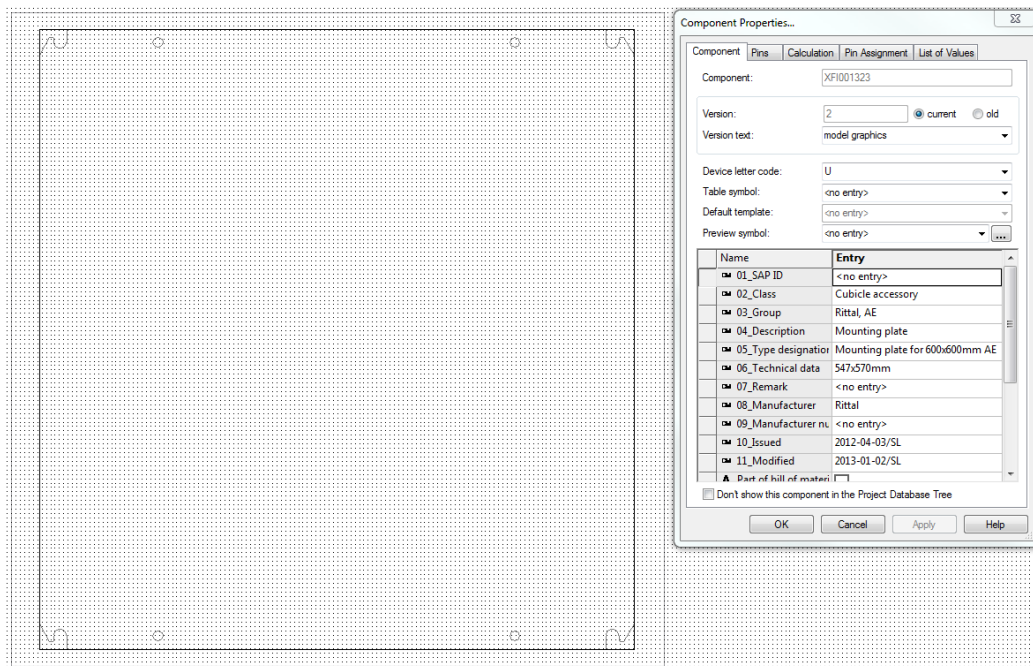 Component Properties...
Component Pins Calculation Pin Assignment List of Values
Component: XFI001323
Version: 2 current old
Version text: model graphics
Device letter code: U
Table symbol: <no entry>
Default template: <no entry>
Preview symbol: <no entry> ...
Name Entry
01_SAP ID <no entry>
02_Class Cubicle accessory
03_Group Rittal, AE
04_Description Mounting plate
05_Type designation Mounting plate for 600x600mm AE
06_Technical data 547x570mm
07_Remark <no entry>
08_Manufacturer Rittal
09_Manufacturer nu <no entry>
10_Issued 2012-04-03/SL
11_Modified 2013-01-02/SL
A Part of bill of materi
Don't show this component in the Project Database Tree
OK Cancel Apply Help